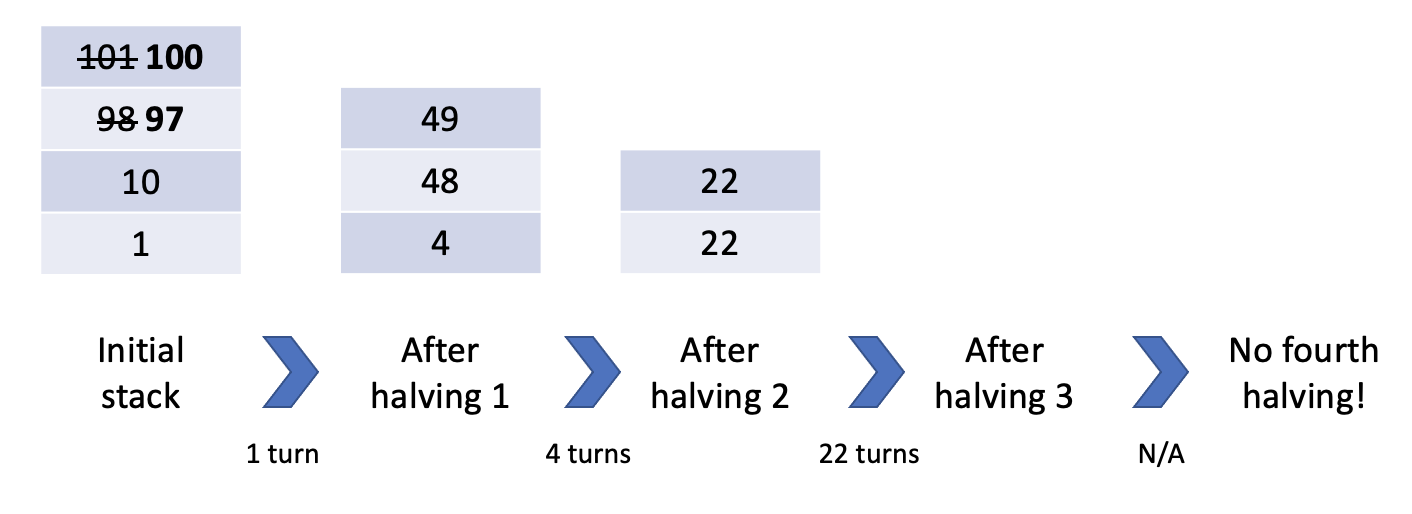 101 100
98 97
10
1
49
48
4
22
22
Initial
stack
After
halving 1
After
halving 2
After
halving 3
No fourth
halving!
1 turn
4 turns
22 turns
N/A